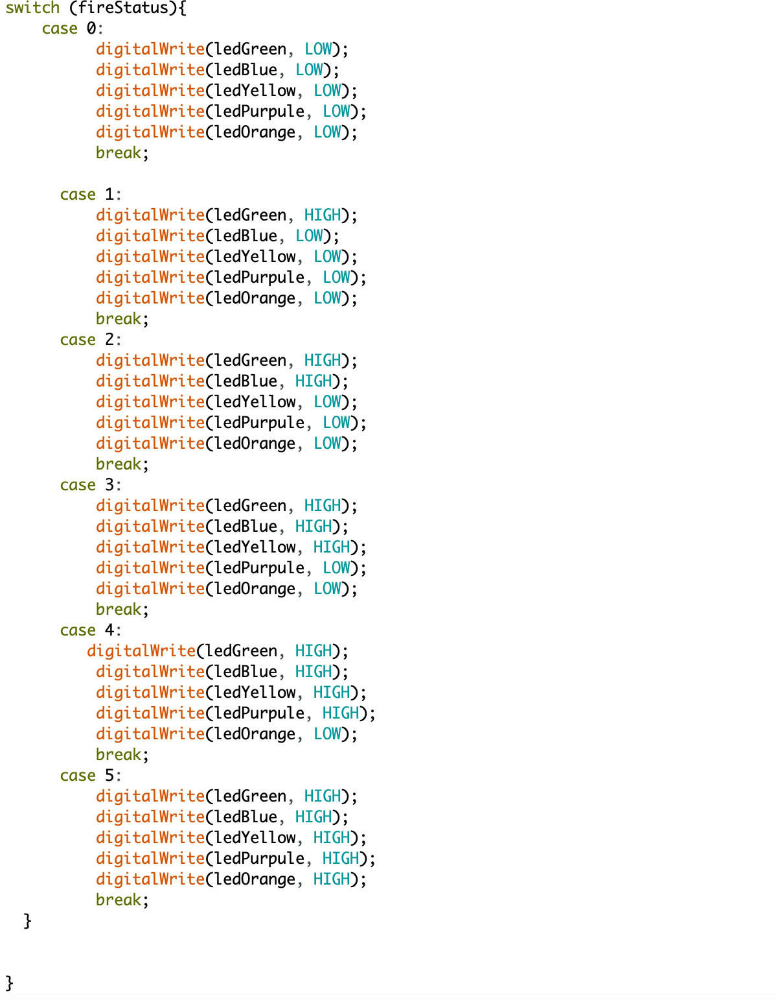 switch (fireStatus){
case 0:
digitalWrite(ledGreen, LOW);
digitalWrite(ledBlue, LOW);
digitalWrite(ledYellow, LOW);
digitalWrite(ledPurpule, LOW);
digitalWrite(ledOrange, LOW);
break;
case 1:
digitalWrite(ledGreen, HIGH);
digitalWrite(ledBlue, LOW);
digitalWrite(ledYellow, LOW);
digitalWrite(ledPurpule, LOW);
digitalWrite(ledOrange, LOW);
break;
case 2:
digitalWrite(ledGreen, HIGH);
digitalWrite(ledBlue, HIGH);
digitalWrite(ledYellow, LOW);
digitalWrite(ledPurpule, LOW);
digitalWrite(ledOrange, LOW);
break;
case 3:
digitalWrite(ledGreen, HIGH);
digitalWrite(ledBlue, HIGH);
digitalWrite(ledYellow, HIGH);
digitalWrite(ledPurpule, LOW);
digitalWrite(ledOrange, LOW);
break;
case 4:
digitalWrite(ledGreen, HIGH);
digitalWrite(ledBlue, HIGH);
digitalWrite(ledYellow, HIGH);
digitalWrite(ledPurpule, HIGH);
digitalWrite(ledOrange, LOW);
break;
case 5:
digitalWrite(ledGreen, HIGH);
digitalWrite(ledBlue, HIGH);
digitalWrite(ledYellow, HIGH);
digitalWrite(ledPurpule, HIGH);
digitalWrite(ledOrange, HIGH);
break;
}
}